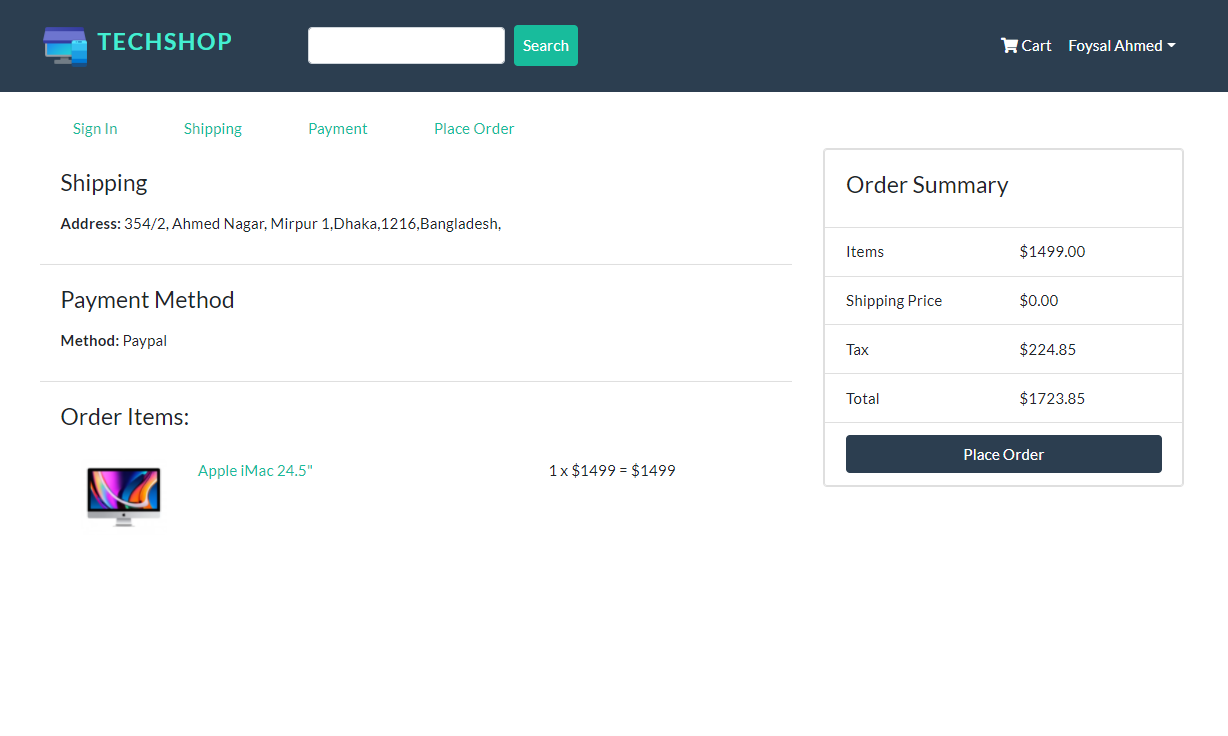 TECHSHOP
Search
Cart
Foysal Ahmed
Sign In
Shipping
Payment
Place Order
Shipping
Address: 354/2, Ahmed Nagar, Mirpur 1,Dhaka,1216,Bangladesh,
Payment Method
Method: Paypal
Order Items:
Apple iMac 24.5" 1 x $1499 = $1499
Order Summary
Items $1499.00
Shipping Price $0.00
Tax $224.85
Total $1723.85
Place Order